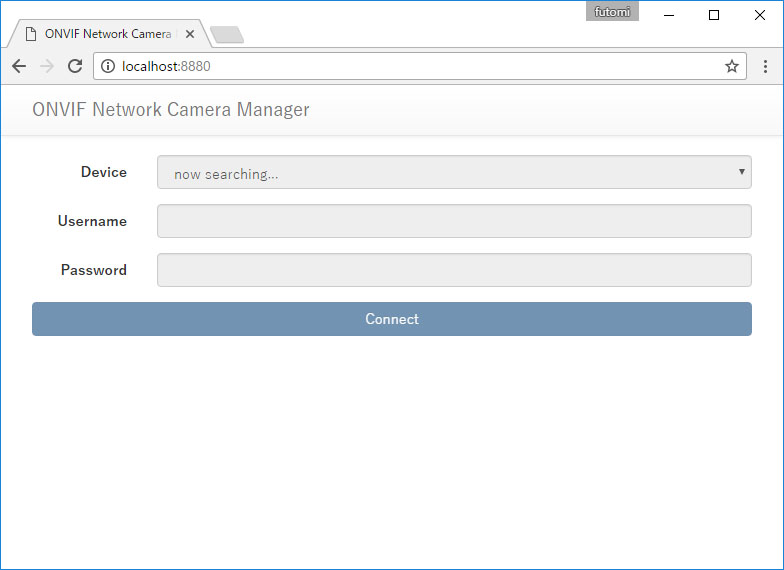 futomi
ONVIF Network Camera
localhost:8880
ONVIF Network Camera Manager
Device
now searching...
Username
Password
Connect